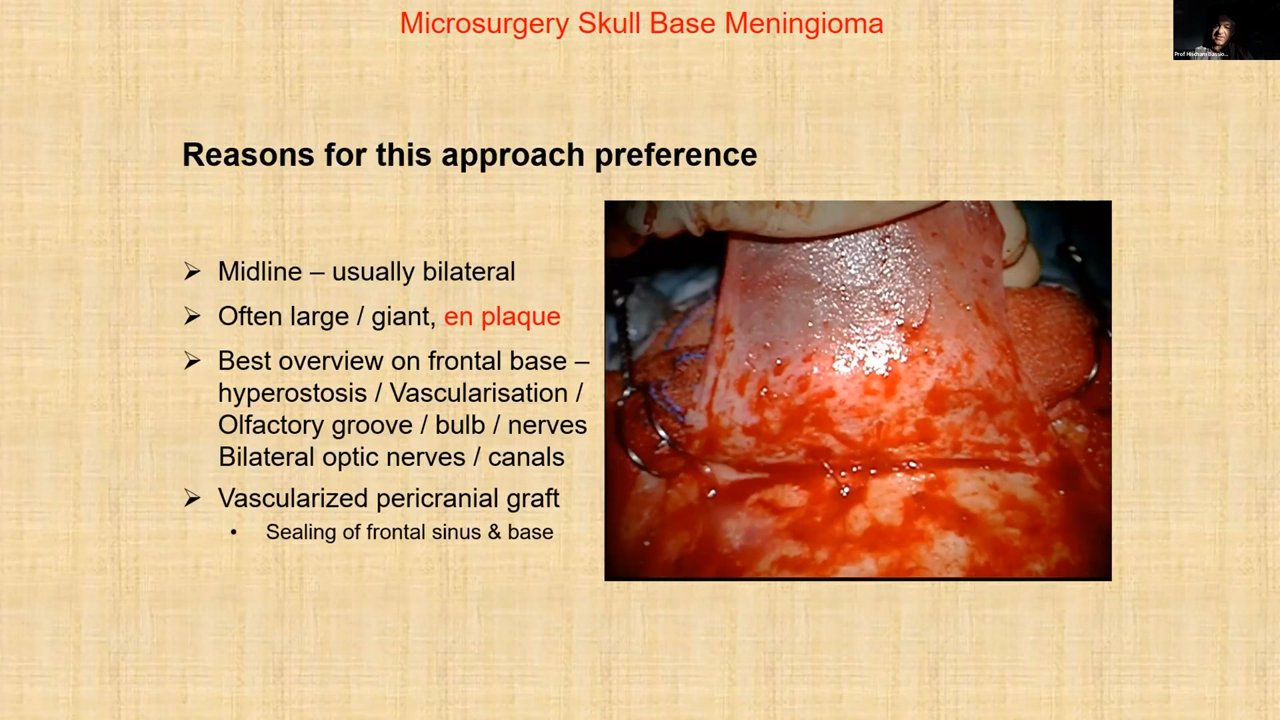 Microsurgery Skull Base Meningioma
Reasons for this approach preference
Midline – usually bilateral
Often large / giant, en plaque
Best overview on frontal base –
hyperostosis / Vascularisation /
Olfactory groove / bulb / nerves
Bilateral optic nerves / canals
Vascularized pericranial graft
• Sealing of frontal sinus & base
Prof